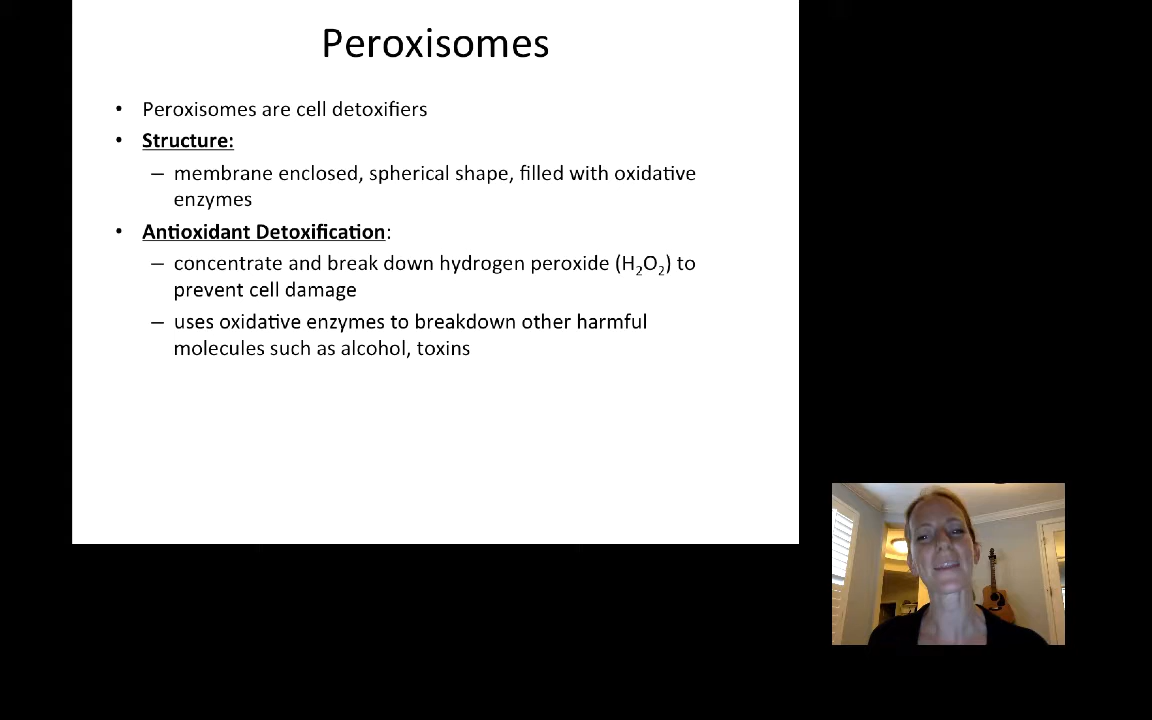 Peroxisomes
• Peroxisomes are cell detoxifiers
• Structure:
– membrane enclosed, spherical shape, filled with oxidative
enzymes
• Antioxidant Detoxification:
– concentrate and break down hydrogen peroxide (H₂O₂) to
prevent cell damage
– uses oxidative enzymes to breakdown other harmful
molecules such as alcohol, toxins